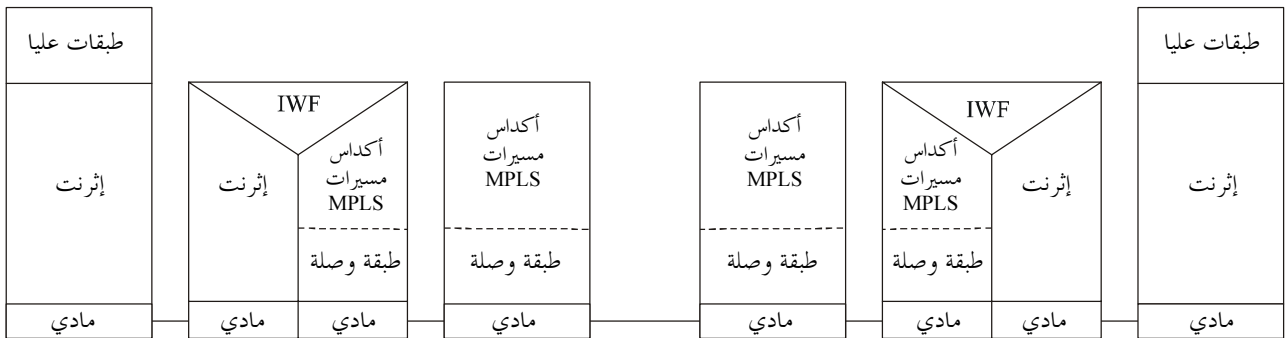 طبقات عليا
طبقات عليا
IWF
IWF
أكداس
مسيرات
MPLS
أكداس
مسيرات
MPLS
أكداس
مسيرات
MPLS
أكداس
مسيرات
MPLS
إثرنت
إثرنت
إثرنت
إثرنت
طبقة وصلة
طبقة وصلة
طبقة وصلة
طبقة وصلة
مادي
مادي
مادي
مادي
مادي
مادي
مادي
مادي